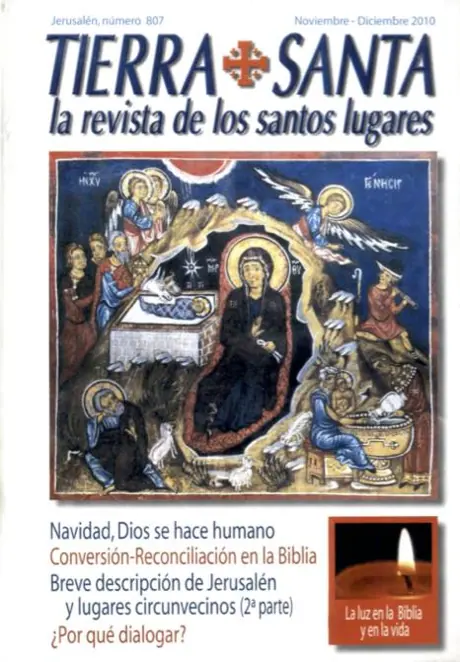 Jerusalén, número 807
Noviembre - Diciembre 2010
TIERRA SANTA
la revista de los santos lugares
Navidad, Dios se hace humano
Conversión-Reconciliación en la Biblia
Breve descripción de Jerusalén
y lugares circunvecinos (2ª parte)
¿Por qué dialogar?
La luz en la Biblia
y en la vida